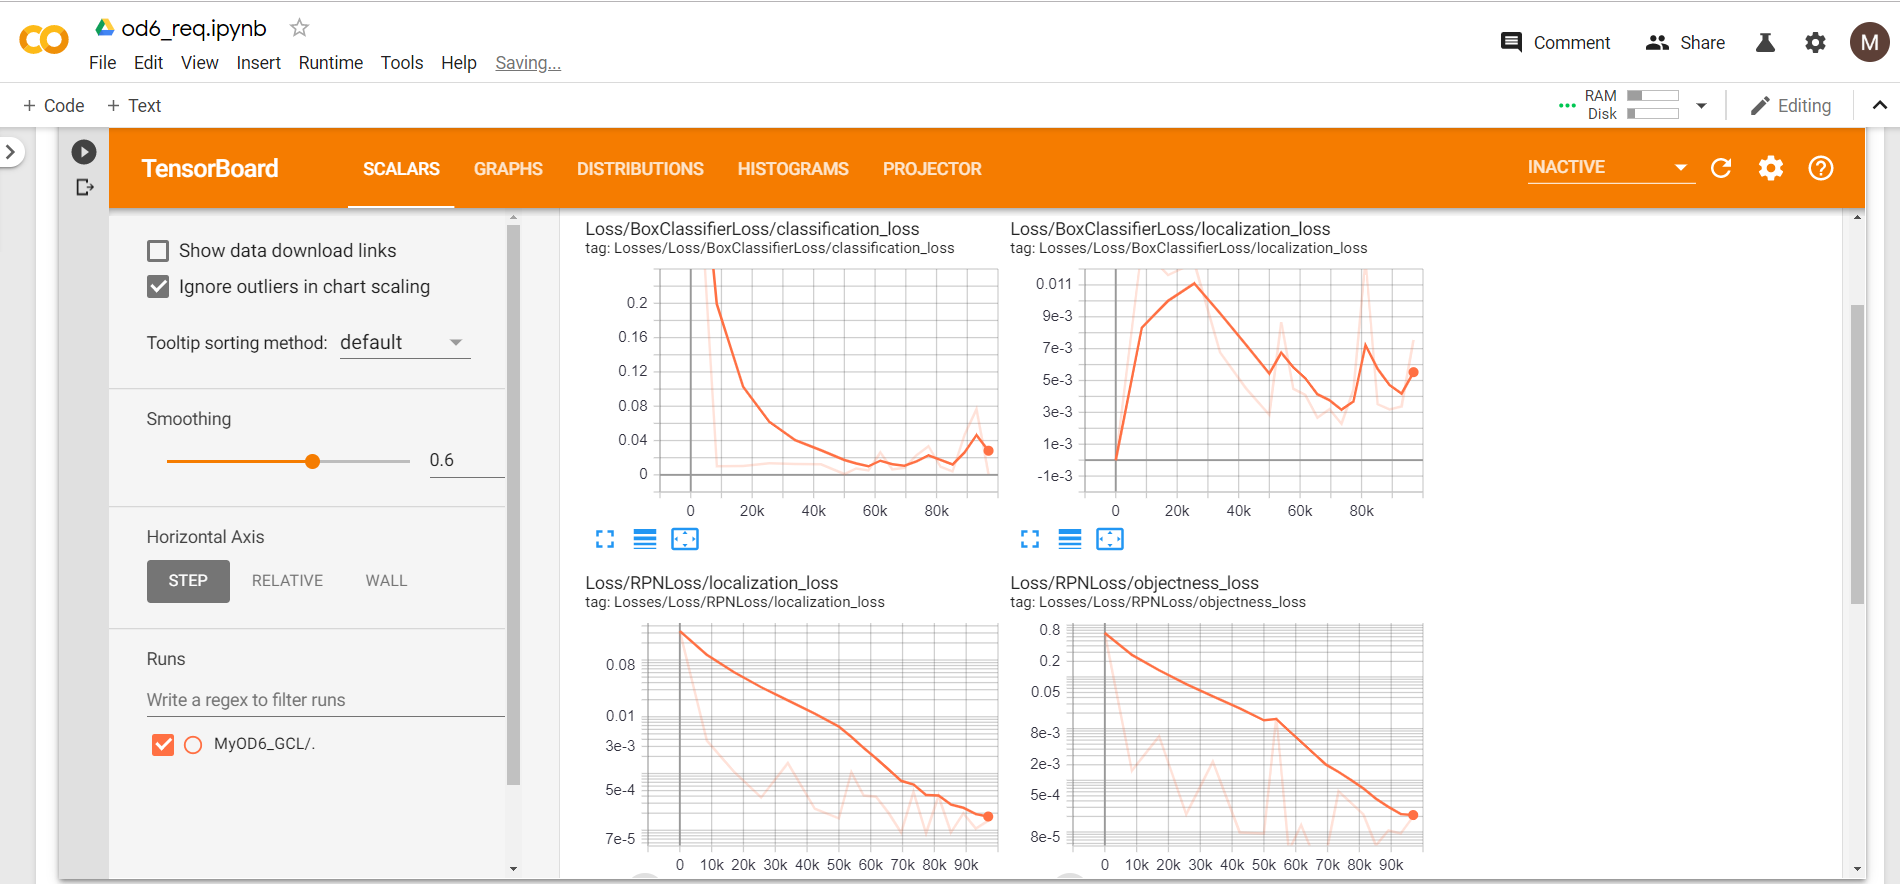 od6_req.ipynb
File Edit View Insert Runtime Tools Help Saving...
Comment
Share
M
+ Code + Text
RAM
Disk
Editing
TensorBoard
SCALARS GRAPHS DISTRIBUTIONS HISTOGRAMS PROJECTOR
INACTIVE
Show data download links
Ignore outliers in chart scaling
Tooltip sorting method: default
Smoothing
0.6
Horizontal Axis
STEP RELATIVE WALL
Runs
Write a regex to filter runs
MyOD6_GCL/.
Loss/BoxClassifierLoss/classification_loss
tag: Losses/Loss/BoxClassifierLoss/classification_loss
0.2
0.16
0.12
0.08
0.04
0
0 20k 40k 60k 80k
Loss/BoxClassifierLoss/localization_loss
tag: Losses/Loss/BoxClassifierLoss/localization_loss
0.011
9e-3
7e-3
5e-3
3e-3
1e-3
-1e-3
0 20k 40k 60k 80k
Loss/RPNLoss/localization_loss
tag: Losses/Loss/RPNLoss/localization_loss
0.08
0.01
3e-3
5e-4
7e-5
0 10k 20k 30k 40k 50k 60k 70k 80k 90k
Loss/RPNLoss/objectness_loss
tag: Losses/Loss/RPNLoss/objectness_loss
0.8
0.2
0.05
8e-3
2e-3
5e-4
8e-5
0 10k 20k 30k 40k 50k 60k 70k 80k 90k